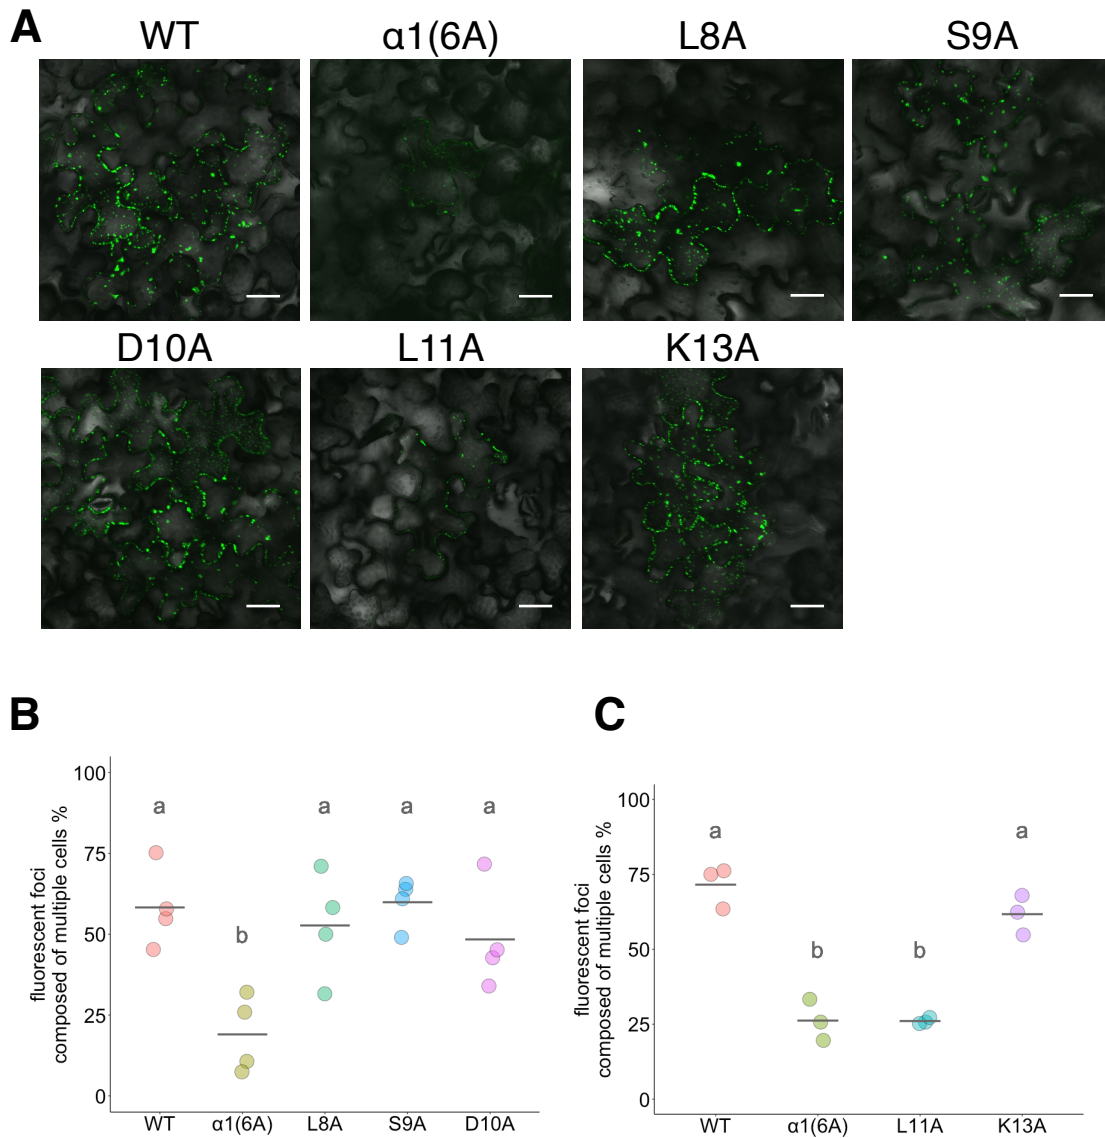 A
WT α1(6A) L8A S9A
D10A L11A K13A
B
fluorescent foci
composed of multiple cells %
100
75
50
25
0
a b a a a
WT α1(6A) L8A S9A D10A
C
fluorescent foci
composed of multiple cells %
100
75
50
25
0
a b b a
WT α1(6A) L11A K13A